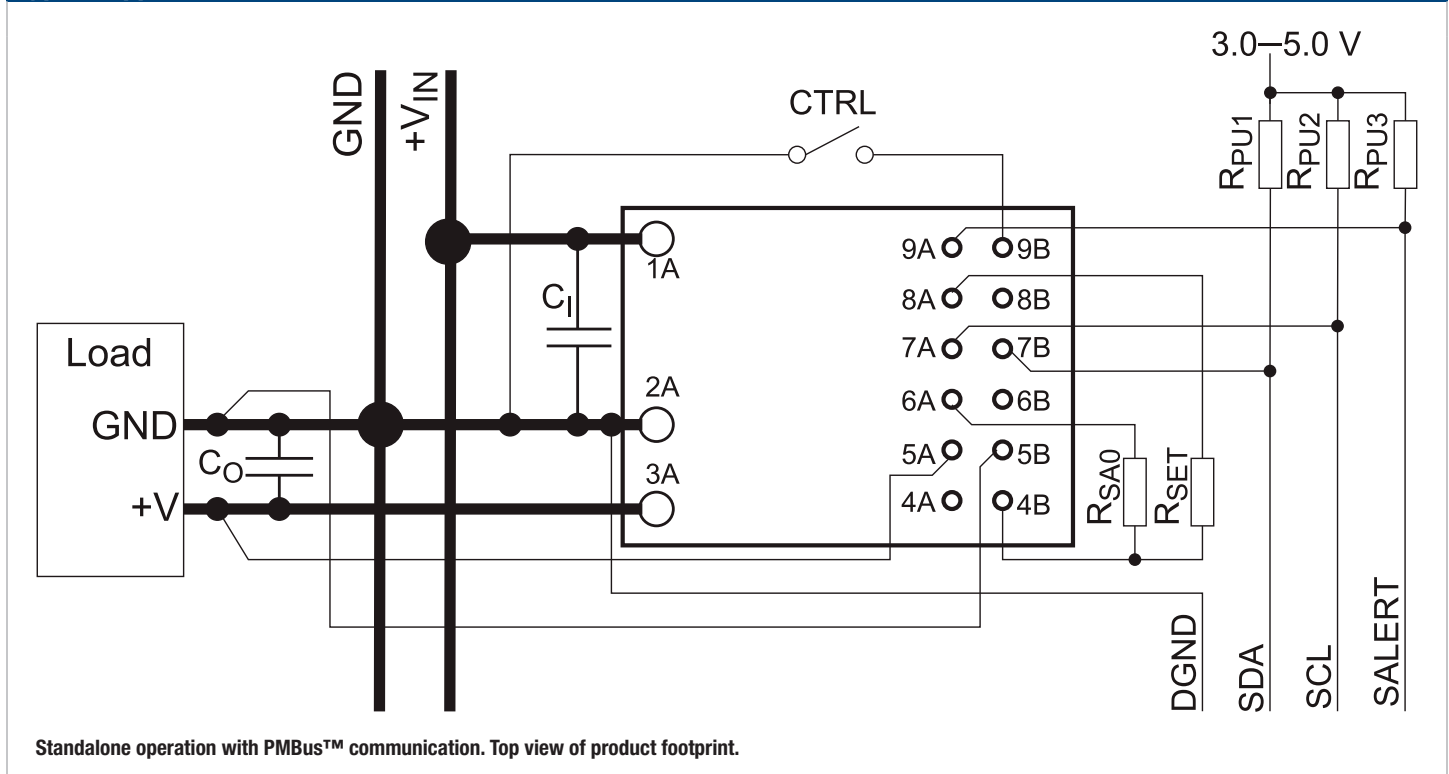 3.0—5.0 V
GND
+VIN
CTRL
RPU1
RPU2
RPU3
1A
9A
9B
8A
8B
CI
7A
7B
Load
2A
6A
6B
GND
5A
5B
CO
3A
RSA0
RSET
+V
4A
4B
DGND
SDA
SCL
SALERT
Standalone operation with PMBus™ communication. Top view of product footprint.